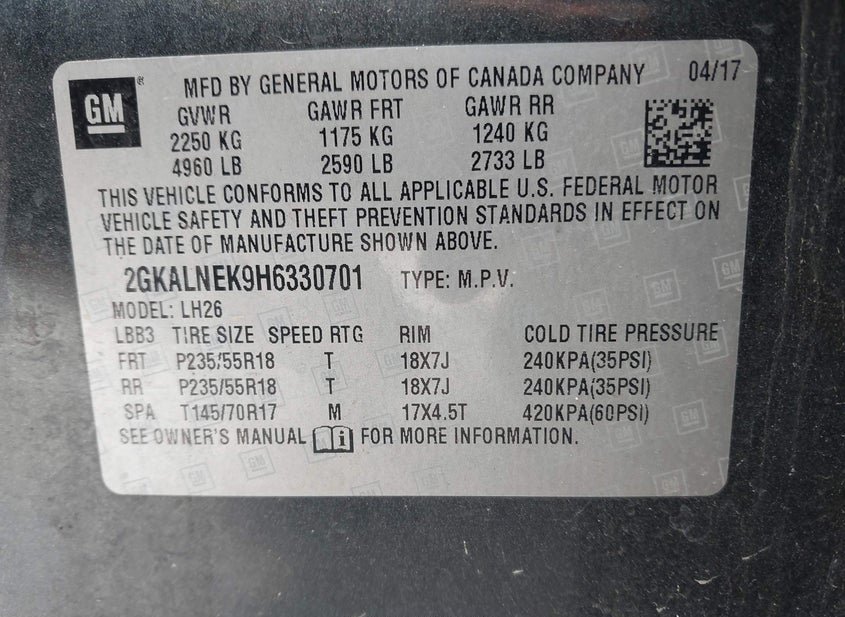 GM
MFD BY GENERAL MOTORS OF CANADA COMPANY 04/17
GVWR GAWR FRT GAWR RR
2250 KG 1175 KG 1240 KG
4960 LB 2590 LB 2733 LB
THIS VEHICLE CONFORMS TO ALL APPLICABLE U.S. FEDERAL MOTOR
VEHICLE SAFETY AND THEFT PREVENTION STANDARDS IN EFFECT ON
THE DATE OF MANUFACTURE SHOWN ABOVE.
2GKALNEK9H6330701 TYPE: M.P.V.
MODEL: LH26
LBB3 TIRE SIZE SPEED RTG RIM COLD TIRE PRESSURE
FRT P235/55R18 T 18X7J 240KPA(35PSI)
RR P235/55R18 T 18X7J 240KPA(35PSI)
SPA T145/70R17 M 17X4.5T 420KPA(60PSI)
SEE OWNER'S MANUAL i FOR MORE INFORMATION.